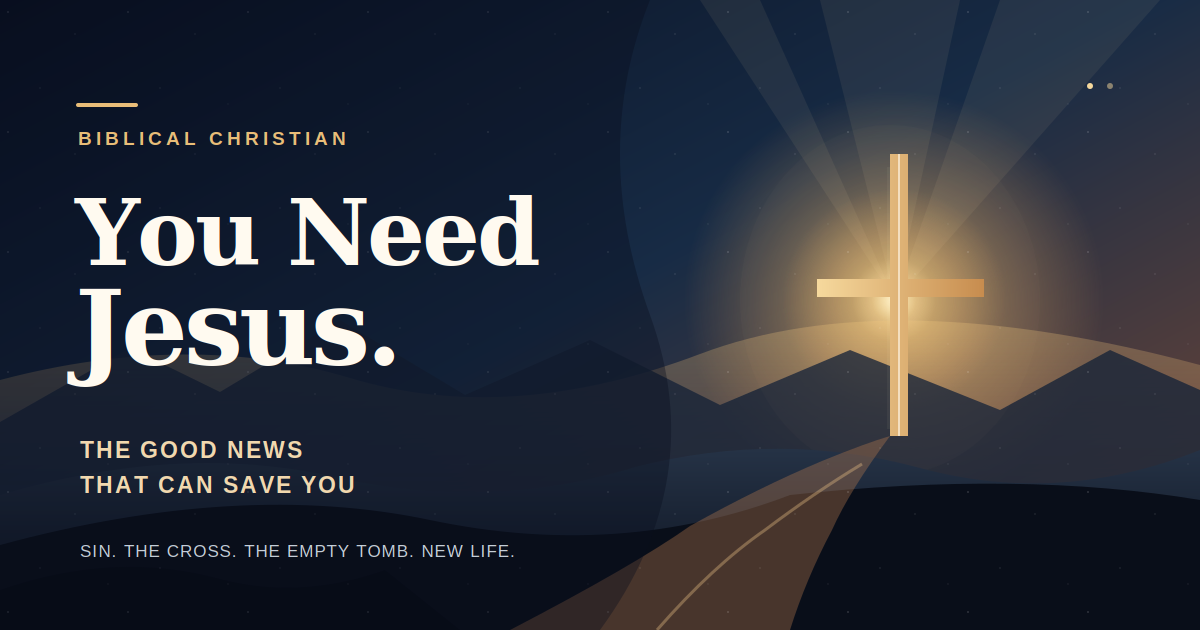 BIBLICAL CHRISTIAN
You Need
Jesus.
THE GOOD NEWS
THAT CAN SAVE YOU
SIN. THE CROSS. THE EMPTY TOMB. NEW LIFE.